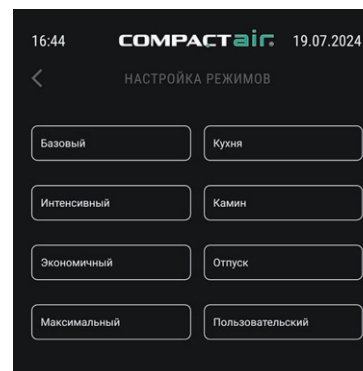 16:44 COMPACTair 19.07.2024
НАСТРОЙКА РЕЖИМОВ
Базовый Кухня
Интенсивный Камин
Экономичный Отпуск
Максимальный Пользовательский